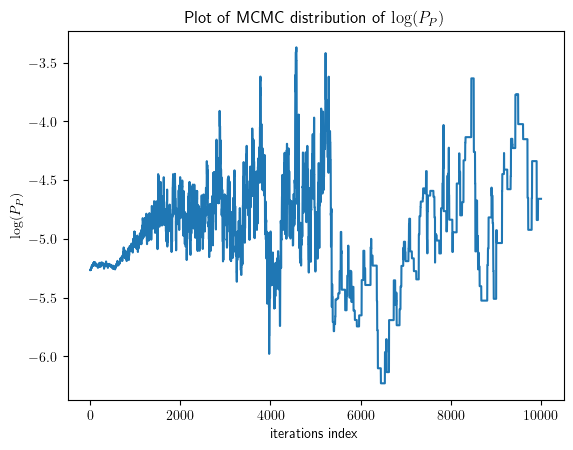 Plot of MCMC distribution of log(P_P)
log(P_P)
−3.5
−4.0
−4.5
−5.0
−5.5
−6.0
0 2000 4000 6000 8000 10000
iterations index